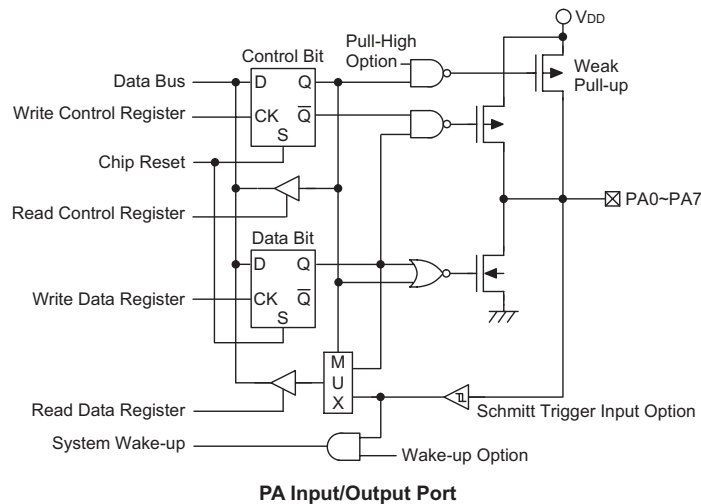 VDD
Control Bit
Pull-High
Option
Weak
Pull-up
Data Bus
D Q
Write Control Register
CK Q
S
Chip Reset
PA0~PA7
Read Control Register
Data Bit
D Q
Write Data Register
CK Q
S
M
U
X
Read Data Register
Schmitt Trigger Input Option
System Wake-up
Wake-up Option
PA Input/Output Port